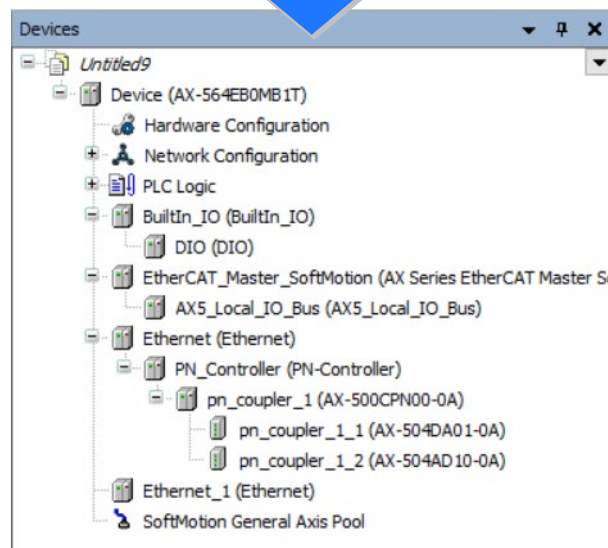 Devices
Untitled9
Device (AX-564EB0MB1T)
Hardware Configuration
Network Configuration
PLC Logic
BuiltIn_IO (BuiltIn_IO)
DIO (DIO)
EtherCAT_Master_SoftMotion (AX Series EtherCAT Master S
AX5_Local_IO_Bus (AX5_Local_IO_Bus)
Ethernet (Ethernet)
PN_Controller (PN-Controller)
pn_coupler_1 (AX-500CPN00-0A)
pn_coupler_1_1 (AX-504DA01-0A)
pn_coupler_1_2 (AX-504AD10-0A)
Ethernet_1 (Ethernet)
SoftMotion General Axis Pool